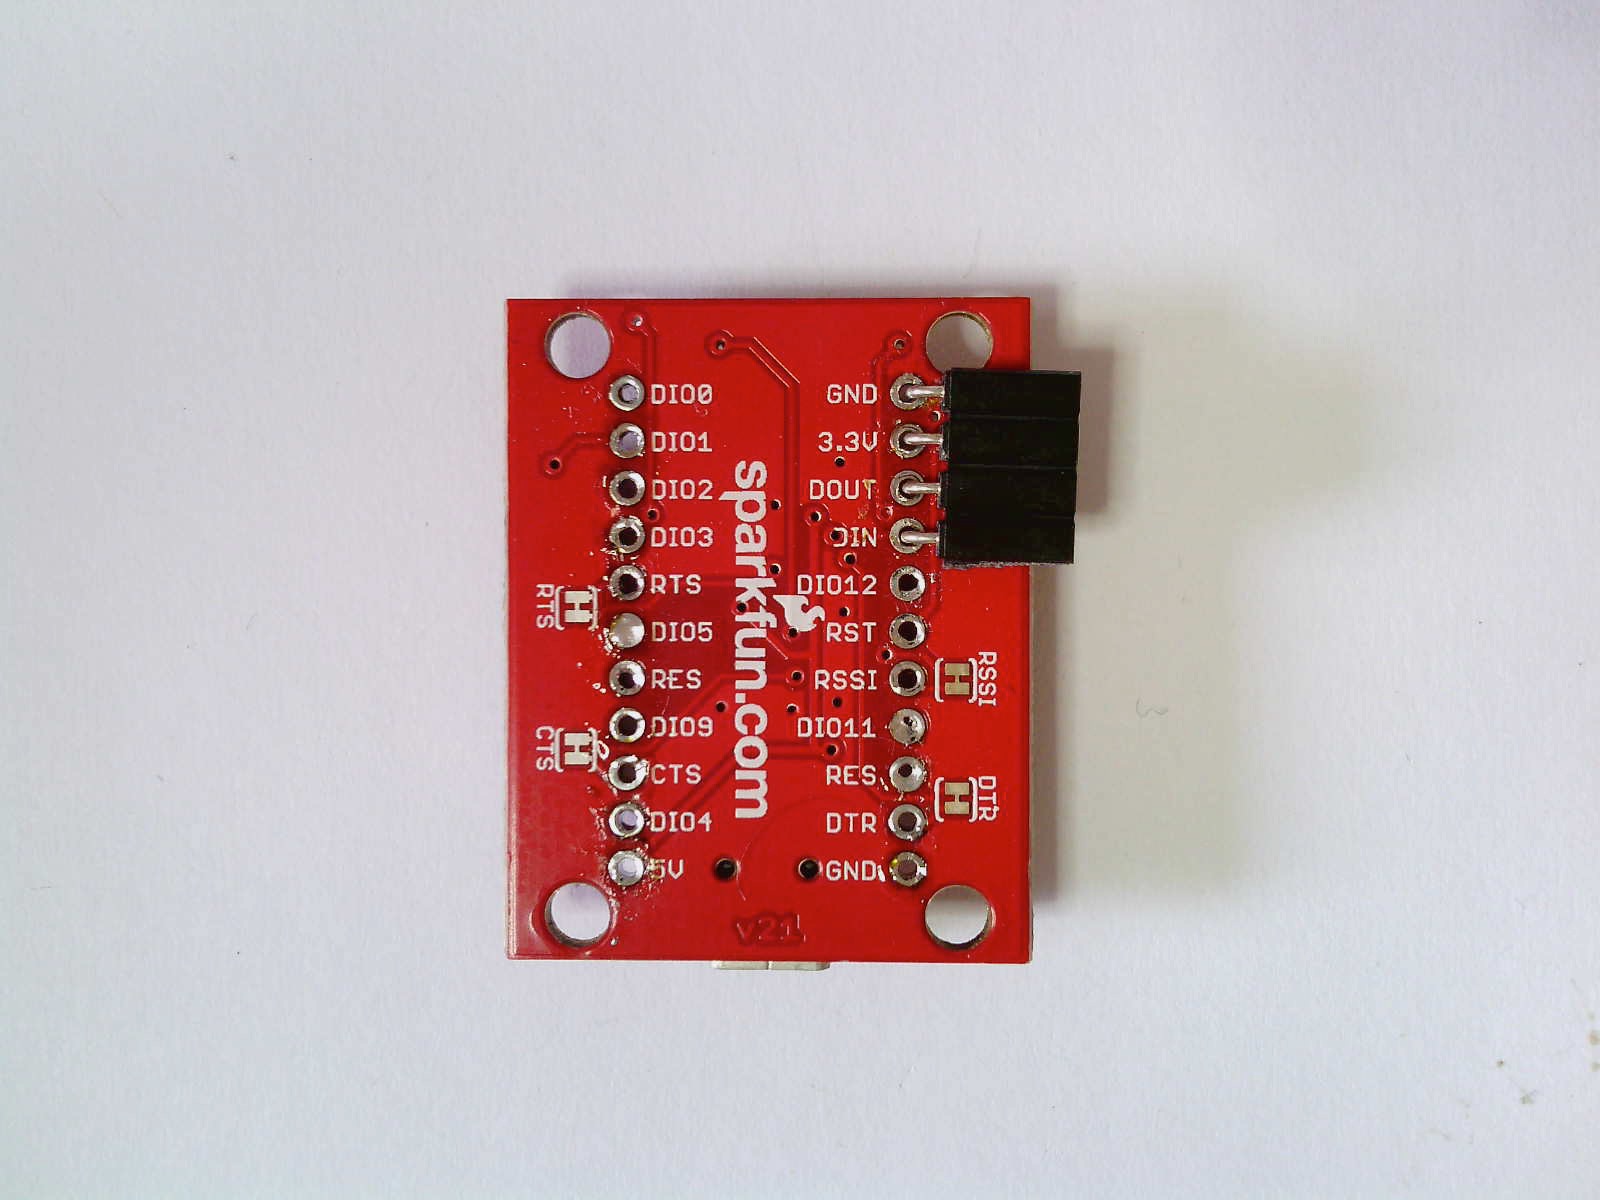 DIO0
DIO1
DIO2
DIO3
RTS
DIO5
RES
DIO9
CTS
DIO4
5V
RTS
CTS
sparkfun.com
GND
3.3V
DOUT
DIN
DIO12
RST
RSSI
DIO11
RES
DTR
GND
RSSI
DTR
v21